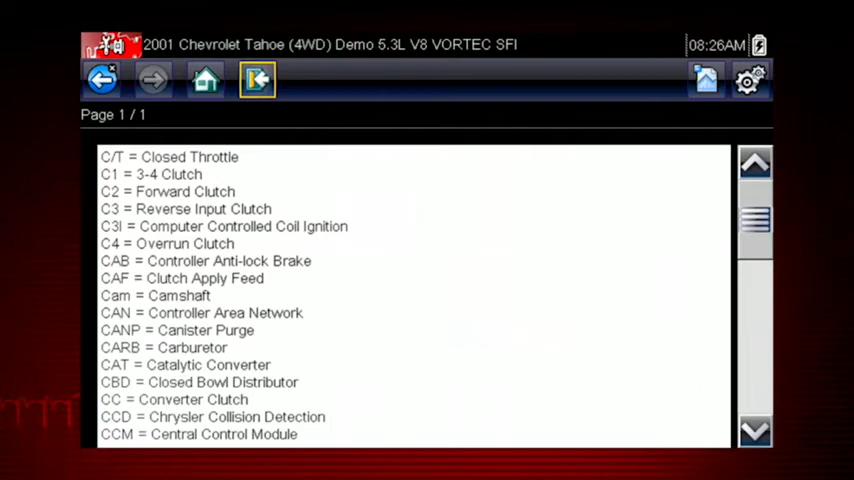 2001 Chevrolet Tahoe (4WD) Demo 5.3L V8 VORTEC SFI
08:26AM
Page 1 / 1
C/T = Closed Throttle
C1 = 3-4 Clutch
C2 = Forward Clutch
C3 = Reverse Input Clutch
C3I = Computer Controlled Coil Ignition
C4 = Overrun Clutch
CAB = Controller Anti-lock Brake
CAF = Clutch Apply Feed
Cam = Camshaft
CAN = Controller Area Network
CANP = Canister Purge
CARB = Carburetor
CAT = Catalytic Converter
CBD = Closed Bowl Distributor
CC = Converter Clutch
CCD = Chrysler Collision Detection
CCM = Central Control Module